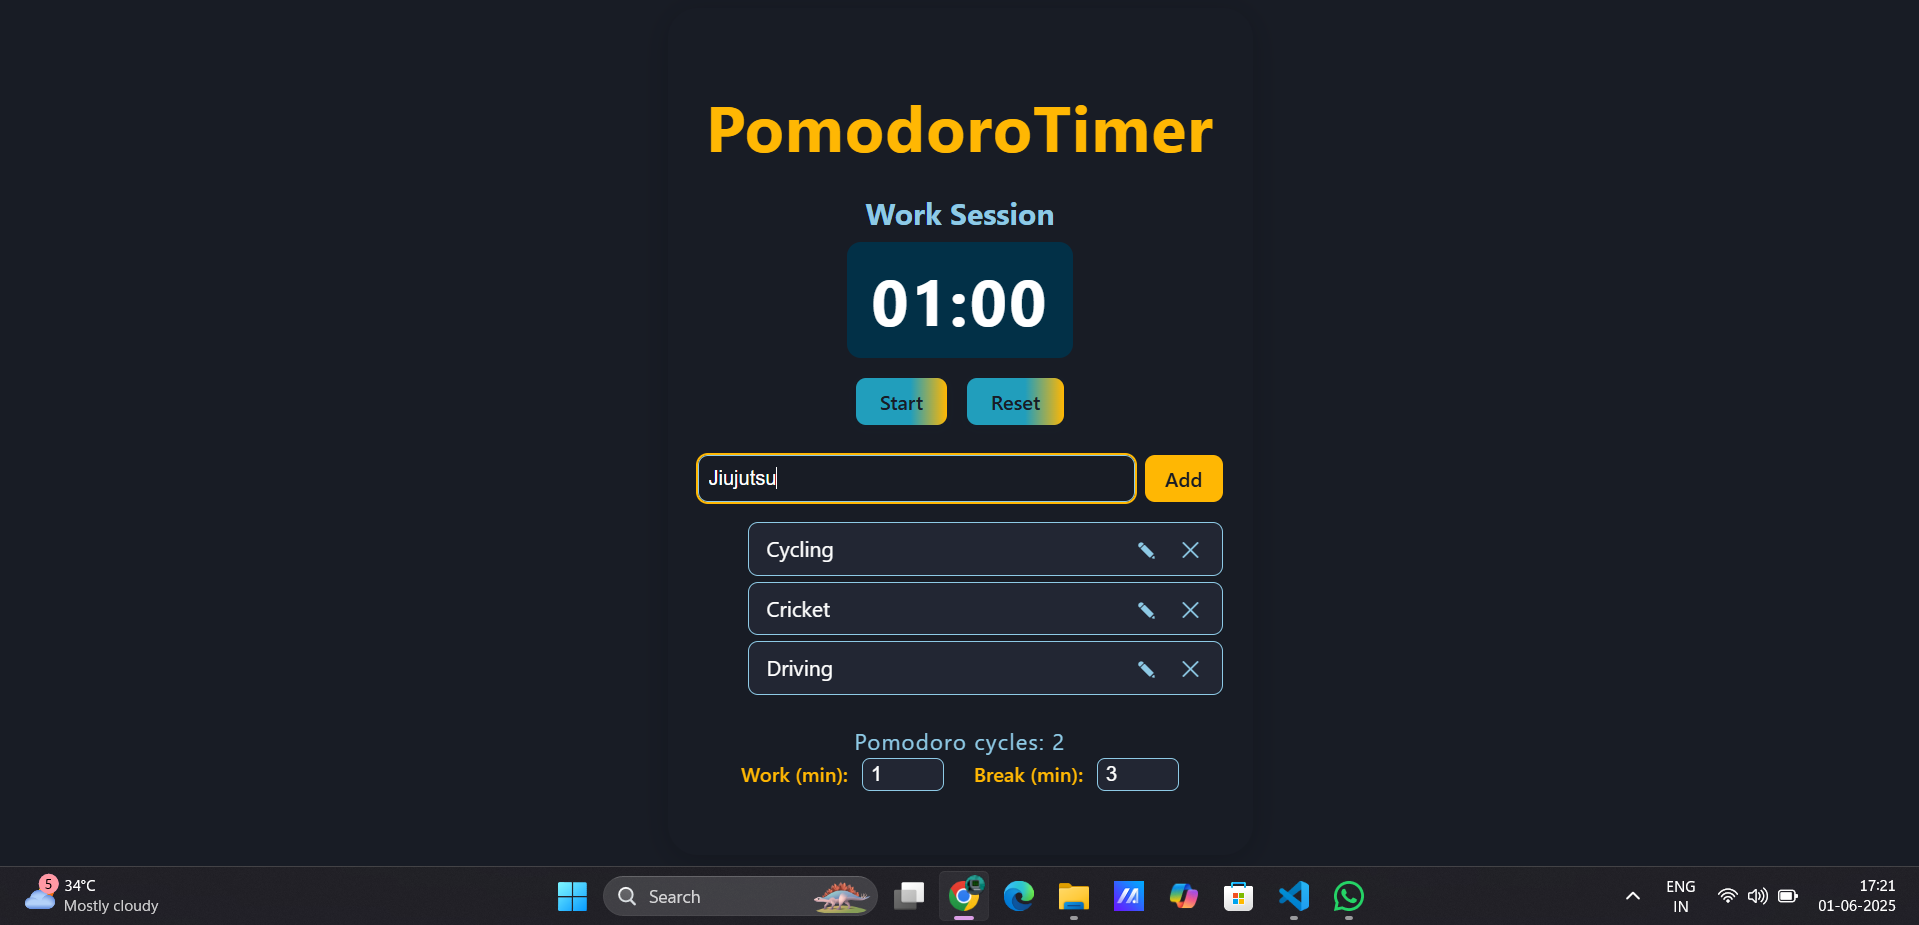 PomodoroTimer
Work Session
01:00
Start Reset
Jiujutsu Add
Cycling
Cricket
Driving
Pomodoro cycles: 2
Work (min): 1 Break (min): 3
5 34°C
Mostly cloudy
Search
ENG
IN
17:21
01-06-2025